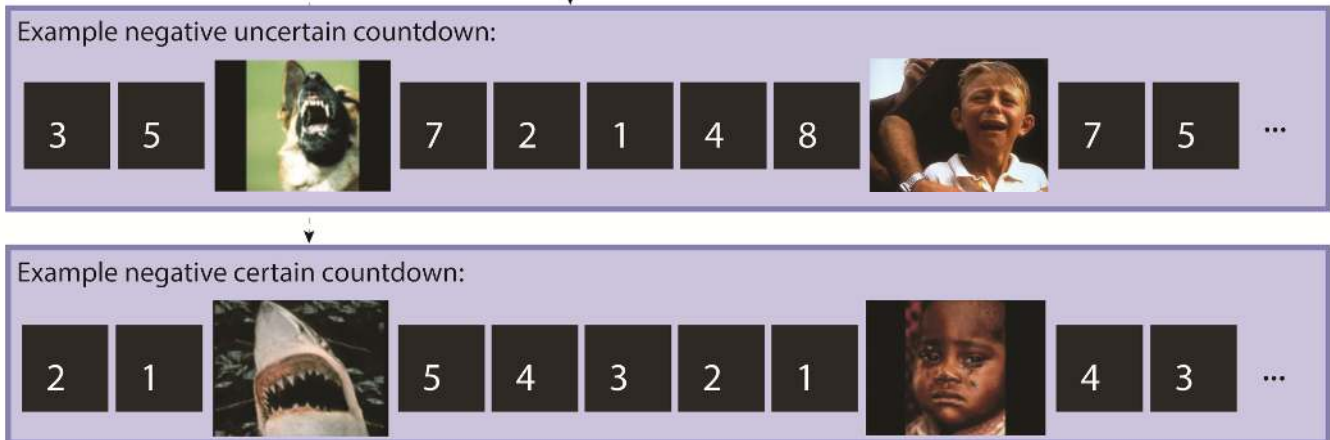 Example negative uncertain countdown:
3 5 7 2 1 4 8 7 5 ...
Example negative certain countdown:
2 1 5 4 3 2 1 4 3 ...